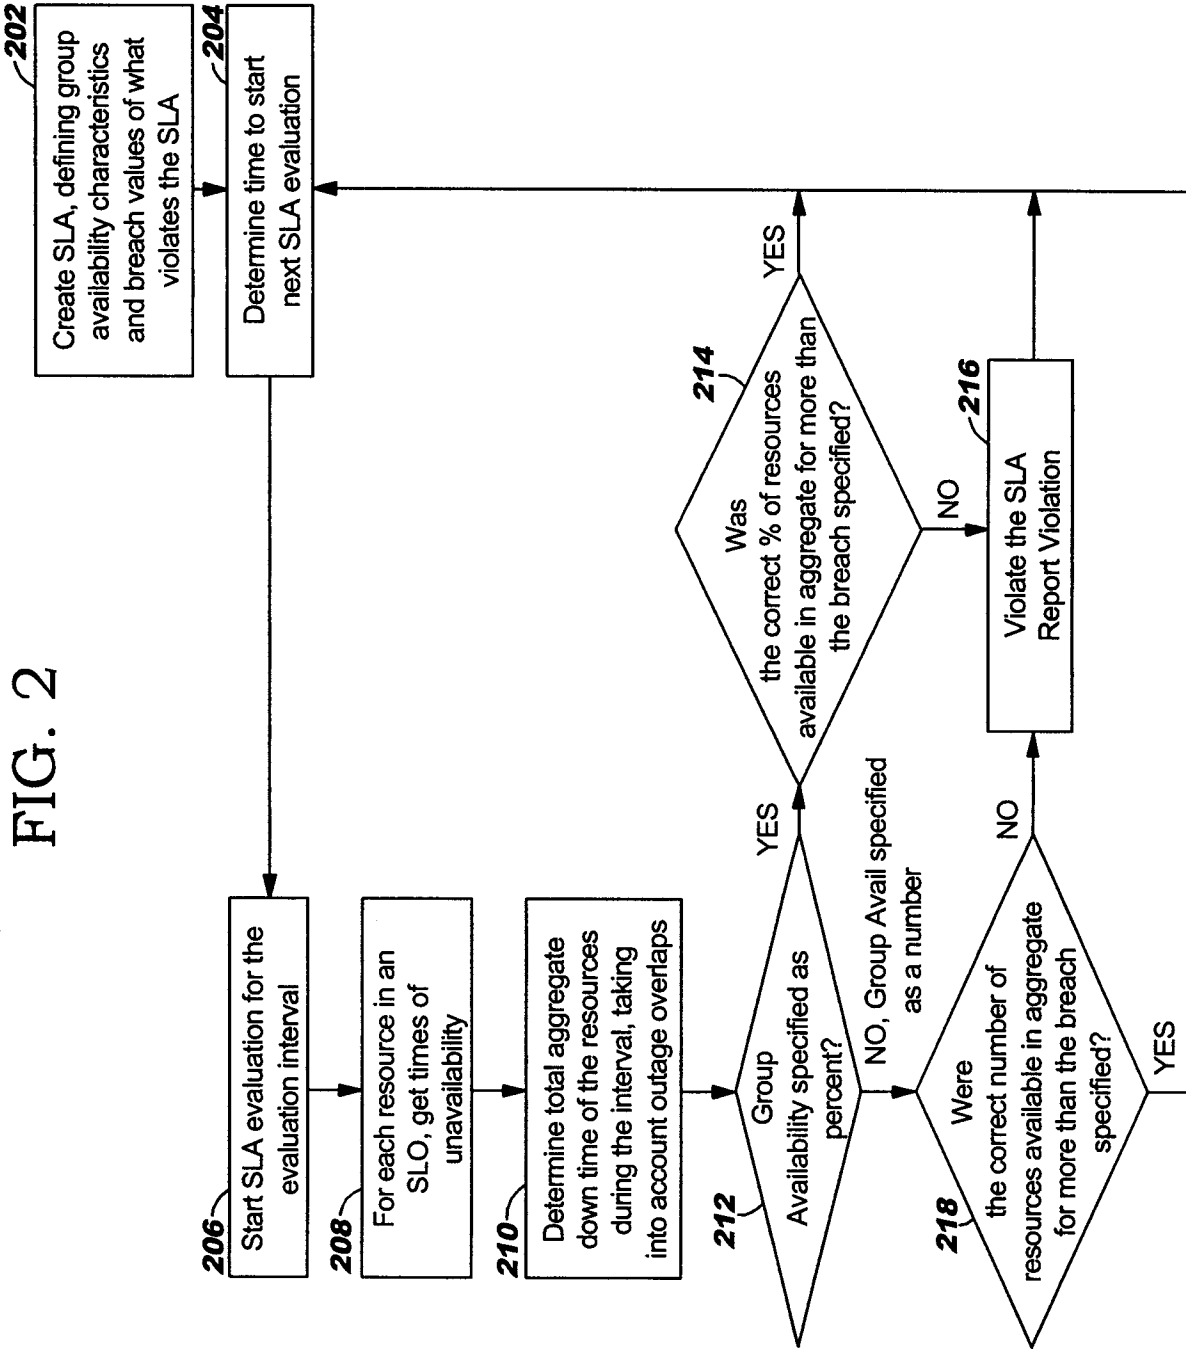 FIG. 2
202
Create SLA, defining group
availability characteristics
and breach values of what
violates the SLA
204
Determine time to start
next SLA evaluation
206
Start SLA evaluation for the
evaluation interval
208
For each resource in an
SLO, get times of
unavailability
210
Determine total aggregate
down time of the resources
during the interval, taking
into account outage overlaps
212
Group
Availability specified as
percent?
YES
NO, Group Avail specified
as a number
214
Was
the correct % of resources
available in aggregate for more than
the breach specified?
YES
NO
216
Violate the SLA
Report Violation
218
Were
the correct number of
resources available in aggregate
for more than the breach
specified?
NO
YES